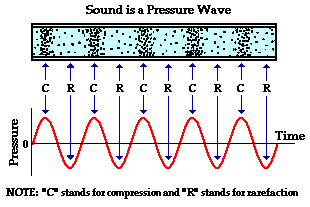 Sound is a Pressure Wave
C R C R C R C R C R
Pressure
0
Time
NOTE: "C" stands for compression and "R" stands for rarefaction